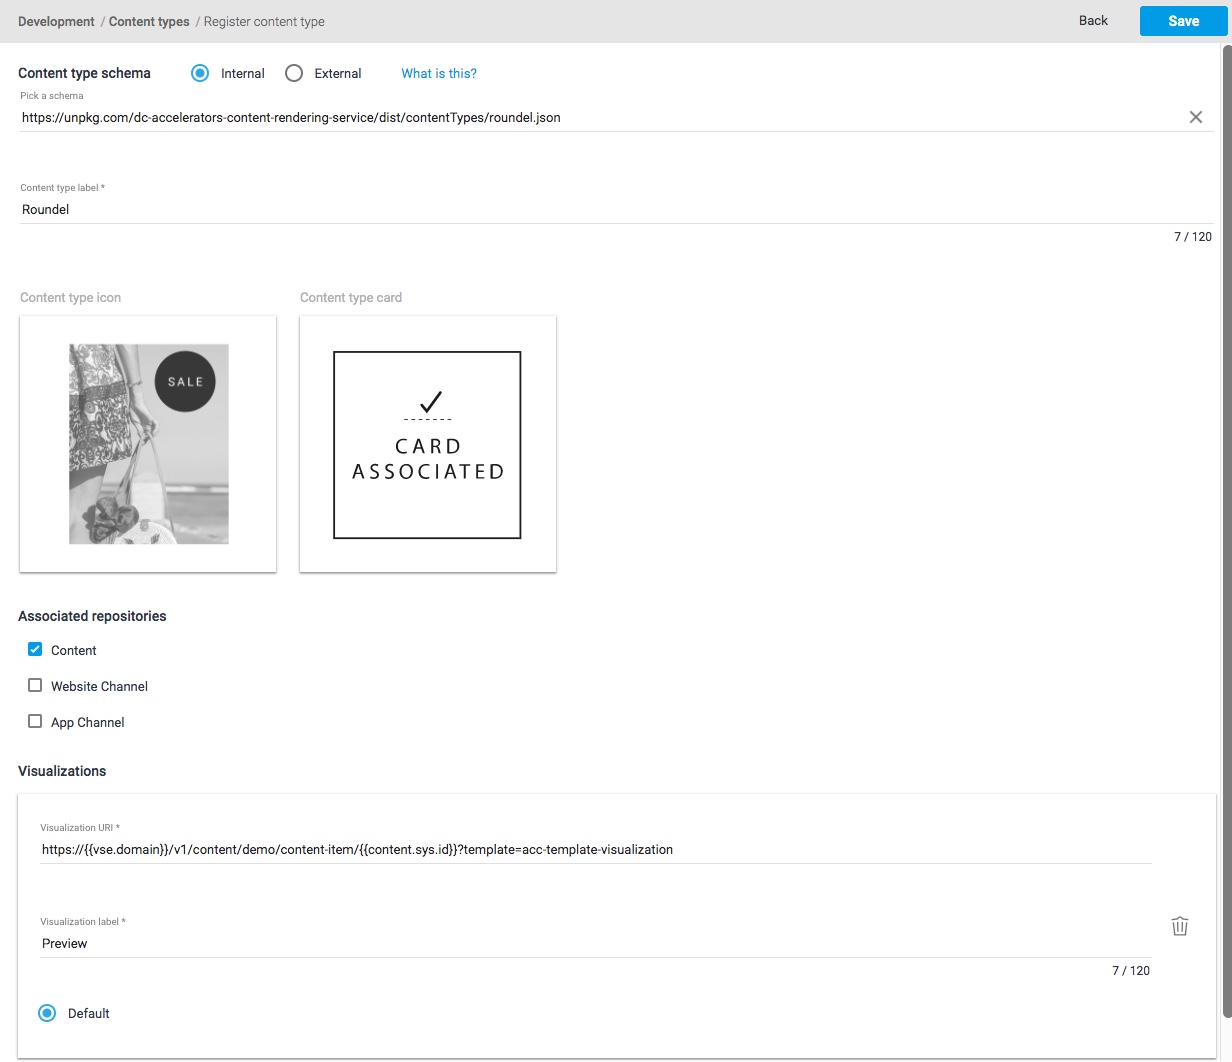 Development / Content types / Register content type
Back
Save
Content type schema
Internal
External
What is this?
Pick a schema
https://unpkg.com/dc-accelerators-content-rendering-service/dist/contentTypes/roundel.json
Content type label *
Roundel
7 / 120
Content type icon
Content type card
SALE
CARD
ASSOCIATED
Associated repositories
Content
Website Channel
App Channel
Visualizations
Visualization URI *
https://{{vse.domain}}/v1/content/demo/content-item/{{content.sys.id}}?template=acc-template-visualization
Visualization label *
Preview
7 / 120
Default